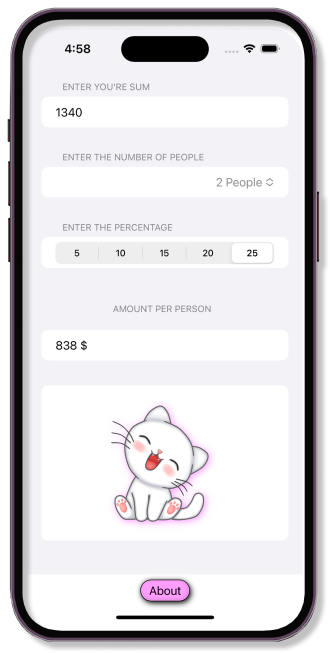 4:58
ENTER YOU'RE SUM
1340
ENTER THE NUMBER OF PEOPLE
2 People
ENTER THE PERCENTAGE
5 10 15 20 25
AMOUNT PER PERSON
838 $
About